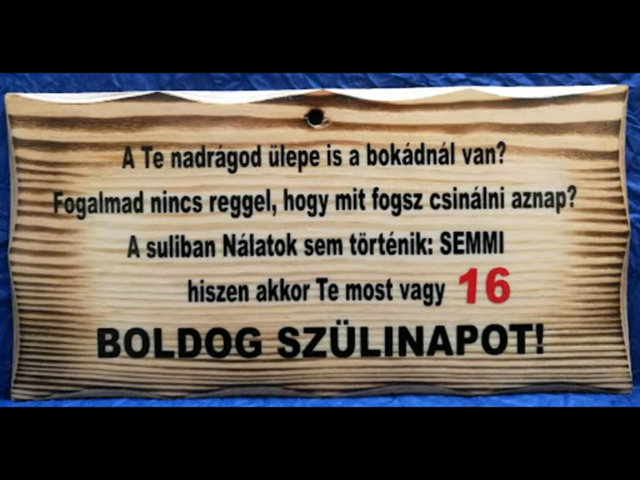 A Te nadrágod ülepe is a bokádnál van?
Fogalmad nincs reggel, hogy mit fogsz csinálni aznap?
A suliban Nálatok sem történik: SEMMI
hiszen akkor Te most vagy 16
BOLDOG SZÜLINAPOT!